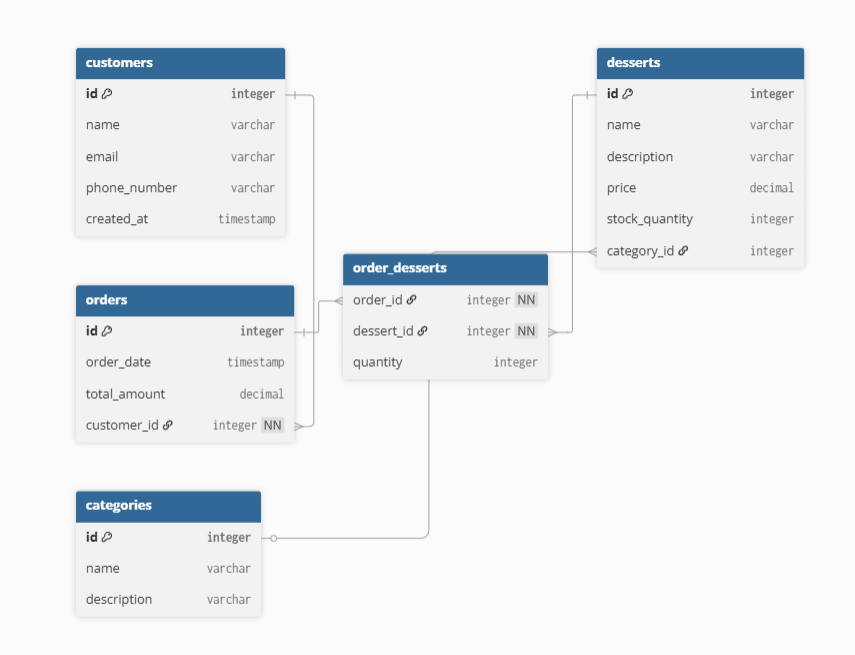 customers
id integer
name varchar
email varchar
phone_number varchar
created_at timestamp
desserts
id integer
name varchar
description varchar
price decimal
stock_quantity integer
category_id integer
order_desserts
order_id integer NN
dessert_id integer NN
quantity integer
orders
id integer
order_date timestamp
total_amount decimal
customer_id integer NN
categories
id integer
name varchar
description varchar